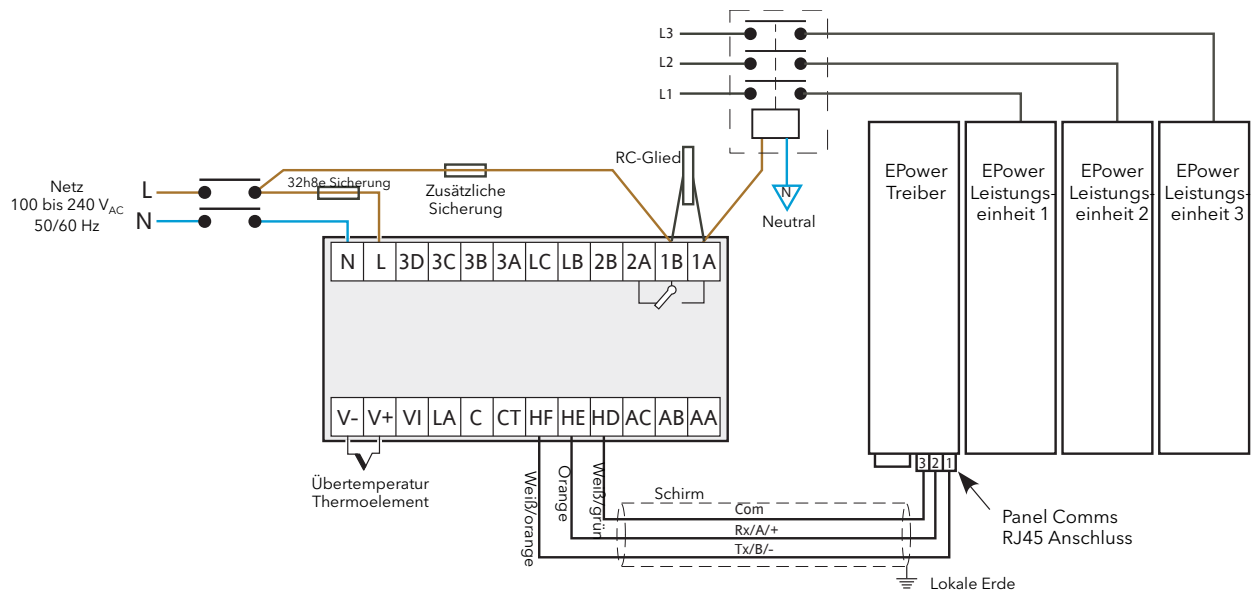 L3
L2
L1
RC-Glied
N
Neutral
EPower
Treiber
EPower
Leistungs-
einheit 1
EPower
Leistungs-
einheit 2
EPower
Leistungs-
einheit 3
Netz
100 bis 240 VAC
50/60 Hz
L
N
32h8e Sicherung
Zusätzliche
Sicherung
N L 3D 3C 3B 3A LC LB 2B 2A 1B 1A
V- V+ VI LA C CT HF HE HD AC AB AA
Übertemperatur
Thermoelement
Weiß/orange
Orange
Weiß/grün
Schirm
Com
Rx/A/+
Tx/B/-
3 2 1
Panel Comms
RJ45 Anschluss
Lokale Erde